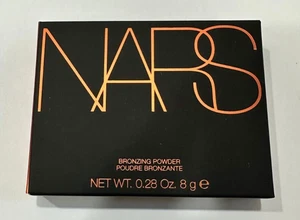 NARS
BRONZING POWDER
POUDRE BRONZANTE
NET WT. 0.28 Oz. 8 g ℮